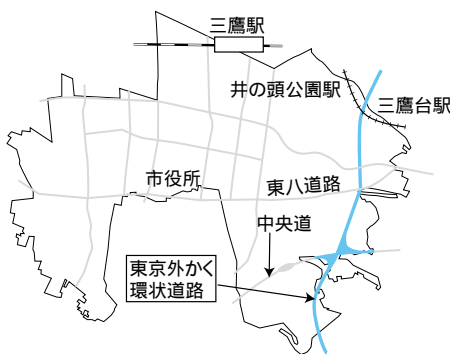 三鷹駅
井の頭公園駅
三鷹台駅
市役所
東八道路
中央道
東京外かく
環状道路